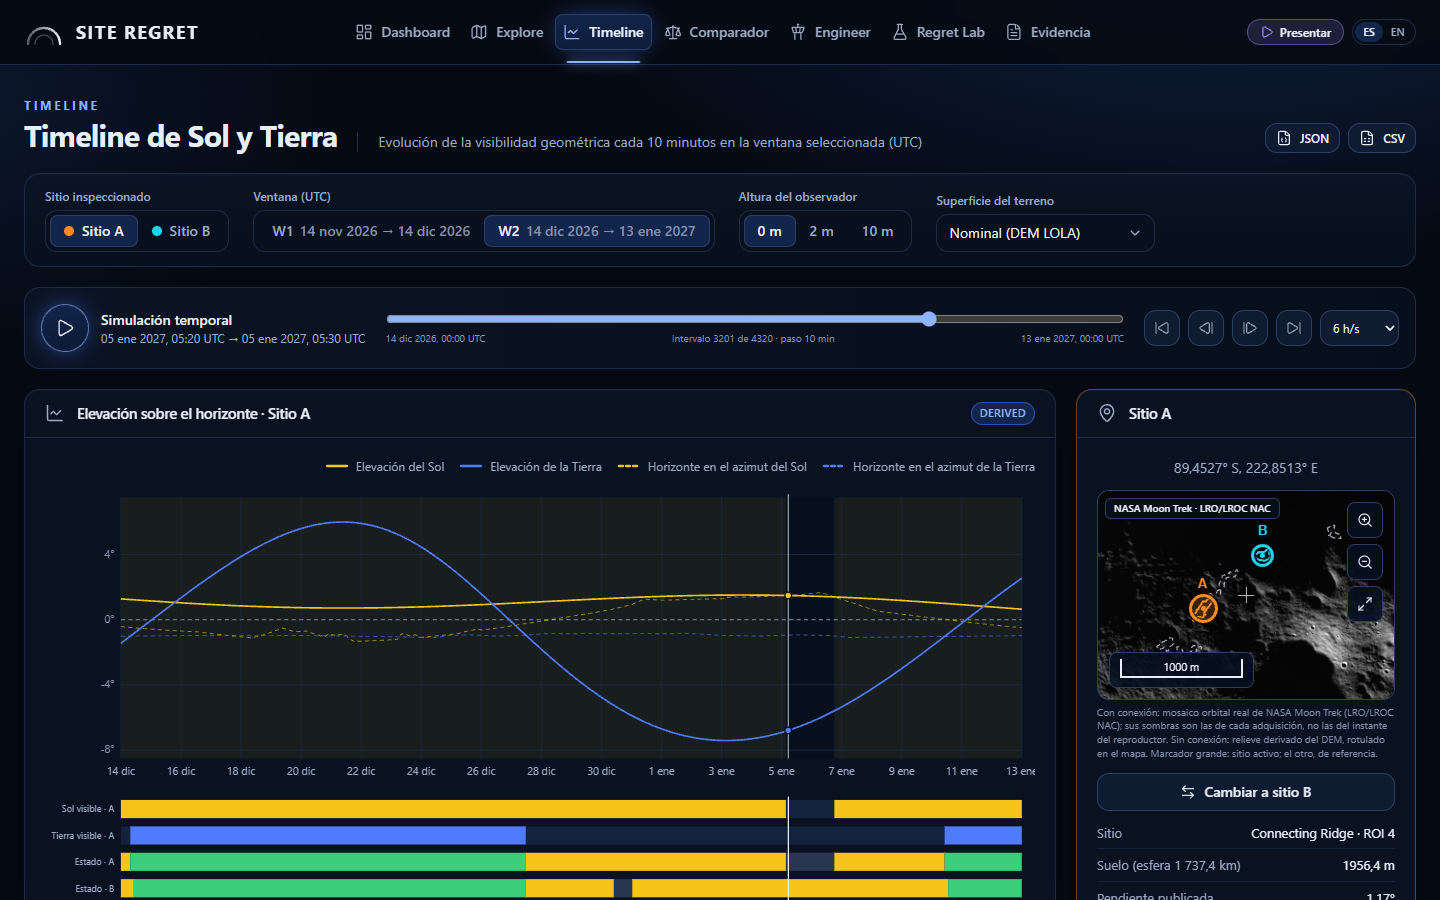 SITE REGRET
Dashboard
Explore
Timeline
Comparador
Engineer
Regret Lab
Evidencia
Presentar
ES
EN
TIMELINE
Timeline de Sol y Tierra
Evolución de la visibilidad geométrica cada 10 minutos en la ventana seleccionada (UTC)
JSON
CSV
Sitio inspeccionado
Sitio A
Sitio B
Ventana (UTC)
W1 14 nov 2026 → 14 dic 2026
W2 14 dic 2026 → 13 ene 2027
Altura del observador
0 m
2 m
10 m
Superficie del terreno
Nominal (DEM LOLA)
Simulación temporal
05 ene 2027, 05:20 UTC → 05 ene 2027, 05:30 UTC
14 dic 2026, 00:00 UTC
Intervalo 3201 de 4320 · paso 10 min
13 ene 2027, 00:00 UTC
6 h/s
Elevación sobre el horizonte · Sitio A
DERIVED
Elevación del Sol
Elevación de la Tierra
Horizonte en el azimut del Sol
Horizonte en el azimut de la Tierra
4°
0°
-4°
-8°
14 dic
16 dic
18 dic
20 dic
22 dic
24 dic
26 dic
28 dic
30 dic
1 ene
3 ene
5 ene
7 ene
9 ene
11 ene
13 ene
Sol visible · A
Tierra visible · A
Estado · A
Estado · B
Sitio A
89,4527° S, 222,8513° E
NASA Moon Trek · LRO/LROC NAC
B
A
1000 m
Con conexión: mosaico orbital real de NASA Moon Trek (LRO/LROC
NAC); sus sombras son las de cada adquisición, no las del instante
del reproductor. Sin conexión: relieve derivado del DEM, rotulado
en el mapa. Marcador grande: sitio activo; el otro, de referencia.
Cambiar a sitio B
Sitio
Connecting Ridge · ROI 4
Suelo (esfera 1 737,4 km)
1956,4 m
Pendiente publicada
1,17°